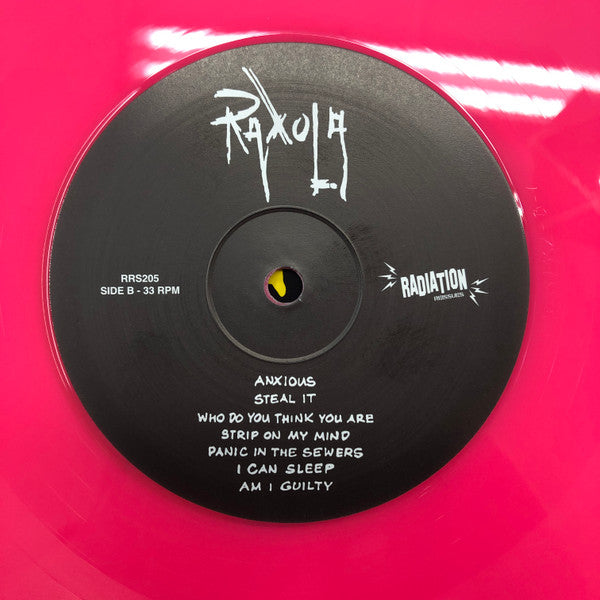 RAXOLA
RRS205
SIDE B - 33 RPM
RADIATION
REISSUES
ANXIOUS
STEAL IT
WHO DO YOU THINK YOU ARE
STRIP ON MY MIND
PANIC IN THE SEWERS
I CAN SLEEP
AM I GUILTY